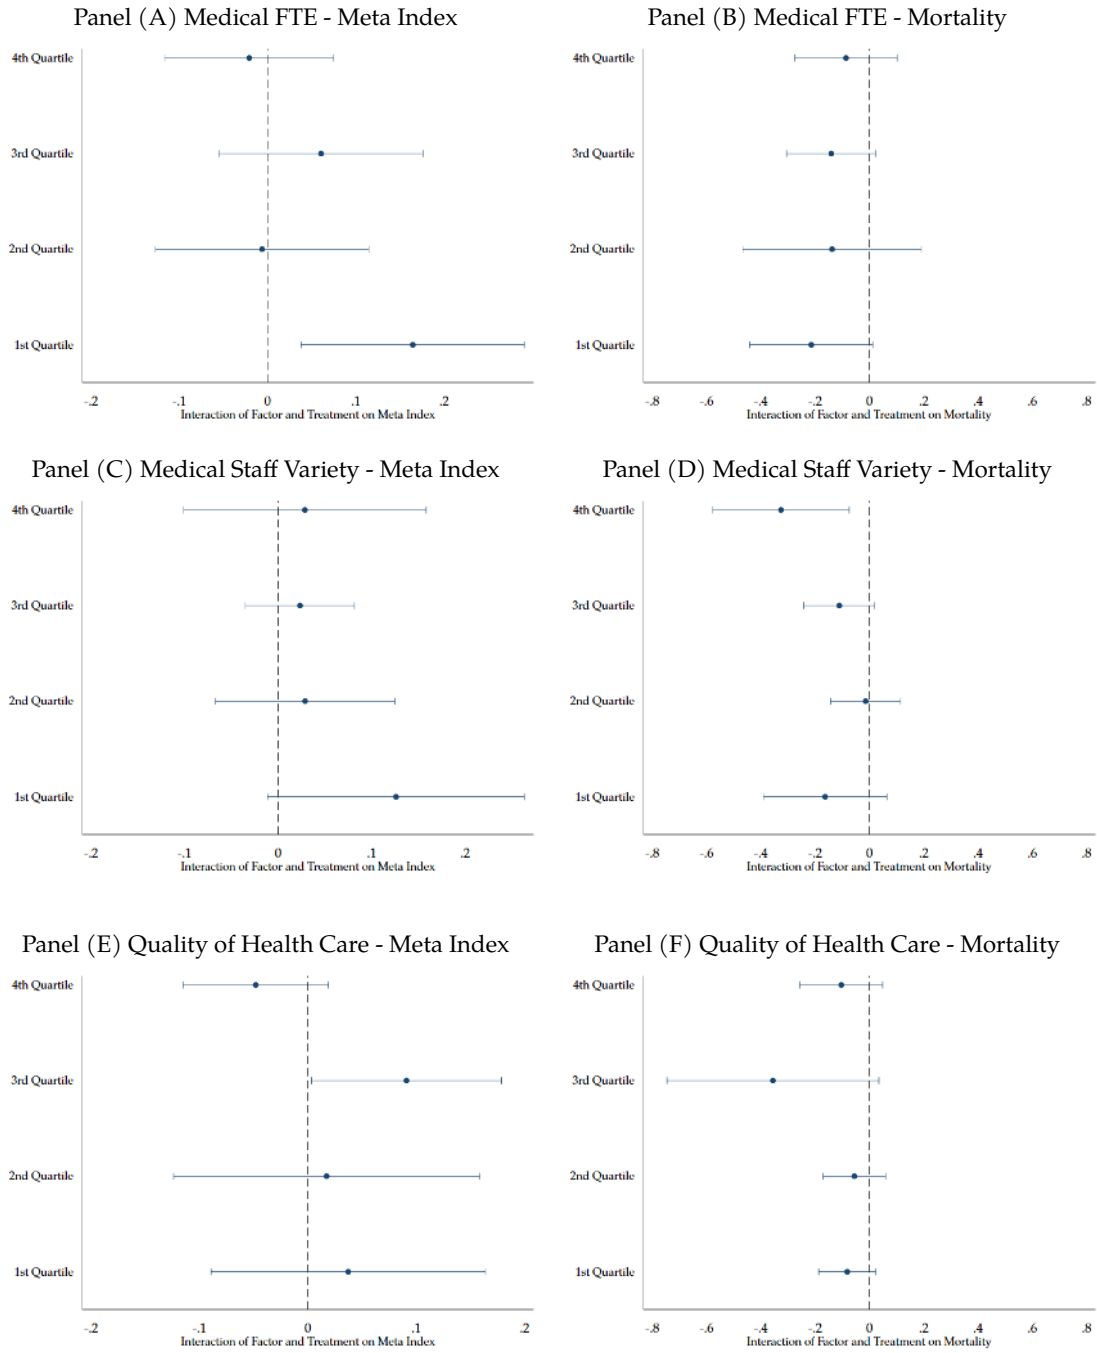 Panel (A) Medical FTE - Meta Index
4th Quartile
3rd Quartile
2nd Quartile
1st Quartile
-.2 -.1 0 .1 .2
Interaction of Factor and Treatment on Meta Index
Panel (B) Medical FTE - Mortality
4th Quartile
3rd Quartile
2nd Quartile
1st Quartile
-.8 -.6 -.4 -.2 0 .2 .4 .6 .8
Interaction of Factor and Treatment on Mortality
Panel (C) Medical Staff Variety - Meta Index
4th Quartile
3rd Quartile
2nd Quartile
1st Quartile
-.2 -.1 0 .1 .2
Interaction of Factor and Treatment on Meta Index
Panel (D) Medical Staff Variety - Mortality
4th Quartile
3rd Quartile
2nd Quartile
1st Quartile
-.8 -.6 -.4 -.2 0 .2 .4 .6 .8
Interaction of Factor and Treatment on Mortality
Panel (E) Quality of Health Care - Meta Index
4th Quartile
3rd Quartile
2nd Quartile
1st Quartile
-.2 -.1 0 .1 .2
Interaction of Factor and Treatment on Meta Index
Panel (F) Quality of Health Care - Mortality
4th Quartile
3rd Quartile
2nd Quartile
1st Quartile
-.8 -.6 -.4 -.2 0 .2 .4 .6 .8
Interaction of Factor and Treatment on Mortality